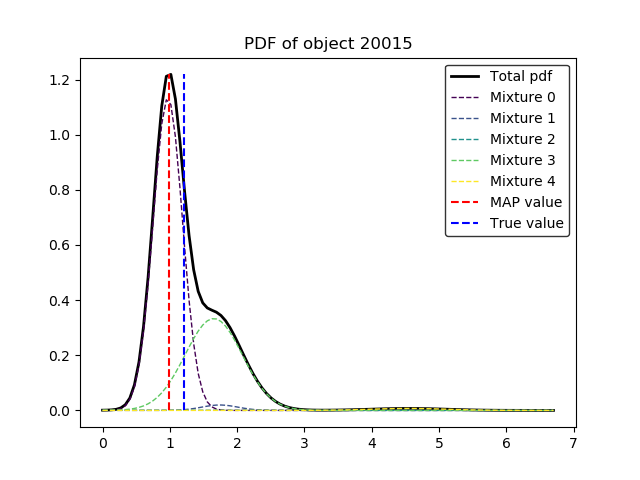 PDF of object 20015
Total pdf
Mixture 0
Mixture 1
Mixture 2
Mixture 3
Mixture 4
MAP value
True value
1.2
1.0
0.8
0.6
0.4
0.2
0.0
0 1 2 3 4 5 6 7